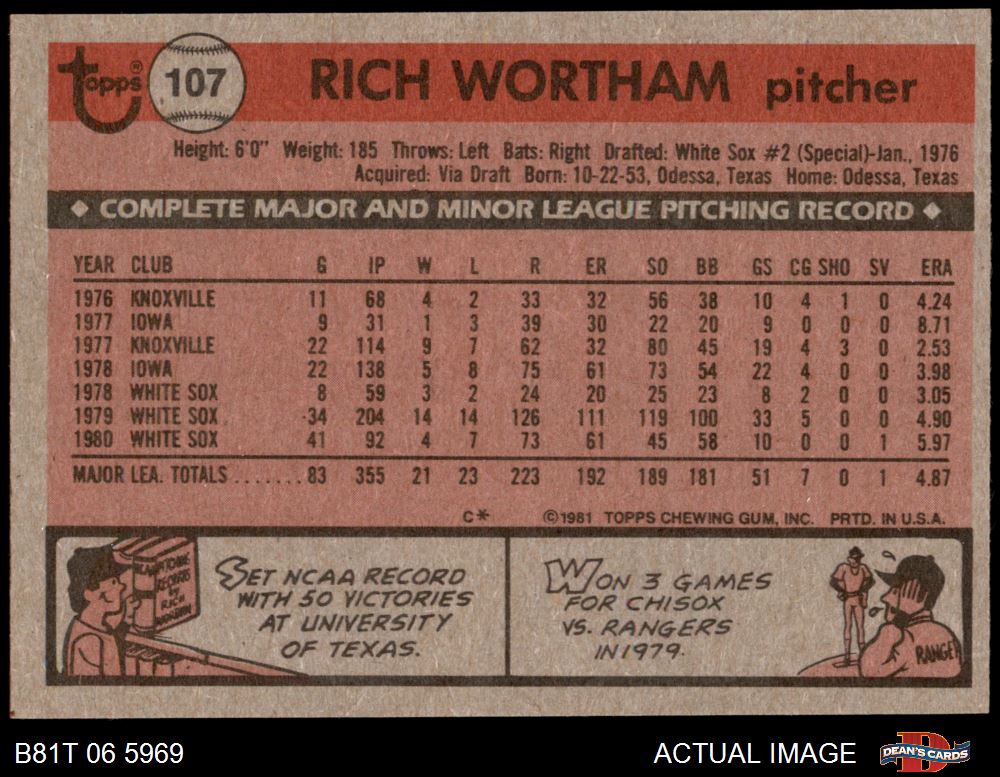 topps® 107 RICH WORTHAM pitcher
Height: 6'0" Weight: 185 Throws: Left Bats: Right Drafted: White Sox #2 (Special)-Jan., 1976
Acquired: Via Draft Born: 10-22-53, Odessa, Texas Home: Odessa, Texas
◆ COMPLETE MAJOR AND MINOR LEAGUE PITCHING RECORD ◆
YEAR CLUB G IP W L R ER SO BB GS CG SHO SV ERA
1976 KNOXVILLE 11 68 4 2 33 32 56 38 10 4 1 0 4.24
1977 IOWA 9 31 1 3 39 30 22 20 9 0 0 0 8.71
1977 KNOXVILLE 22 114 9 7 62 32 80 45 19 4 3 0 2.53
1978 IOWA 22 138 5 8 75 61 73 54 22 4 0 0 3.98
1978 WHITE SOX 8 59 3 2 24 20 25 23 8 2 0 0 3.05
1979 WHITE SOX 34 204 14 14 126 111 119 100 33 5 0 0 4.90
1980 WHITE SOX 41 92 4 7 73 61 45 58 10 0 0 1 5.97
MAJOR LEA. TOTALS ....... 83 355 21 23 223 192 189 181 51 7 0 1 4.87
C* ©1981 TOPPS CHEWING GUM, INC. PRTD. IN U.S.A.
RECORDS
BY
RICH
SET NCAA RECORD
WITH 50 VICTORIES
AT UNIVERSITY
OF TEXAS.
WON 3 GAMES
FOR CHISOX
VS. RANGERS
IN 1979.
RANGE
B81T 06 5969 ACTUAL IMAGE DEAN'S CARDS